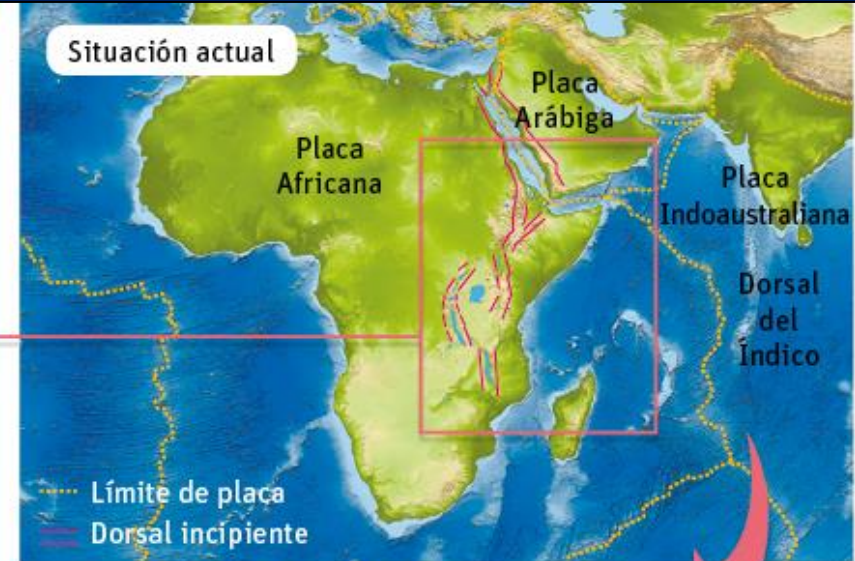 Situación actual
Placa
Arábiga
Placa
Africana
Placa
Indoaustraliana
Dorsal
del
Índico
Límite de placa
Dorsal incipiente